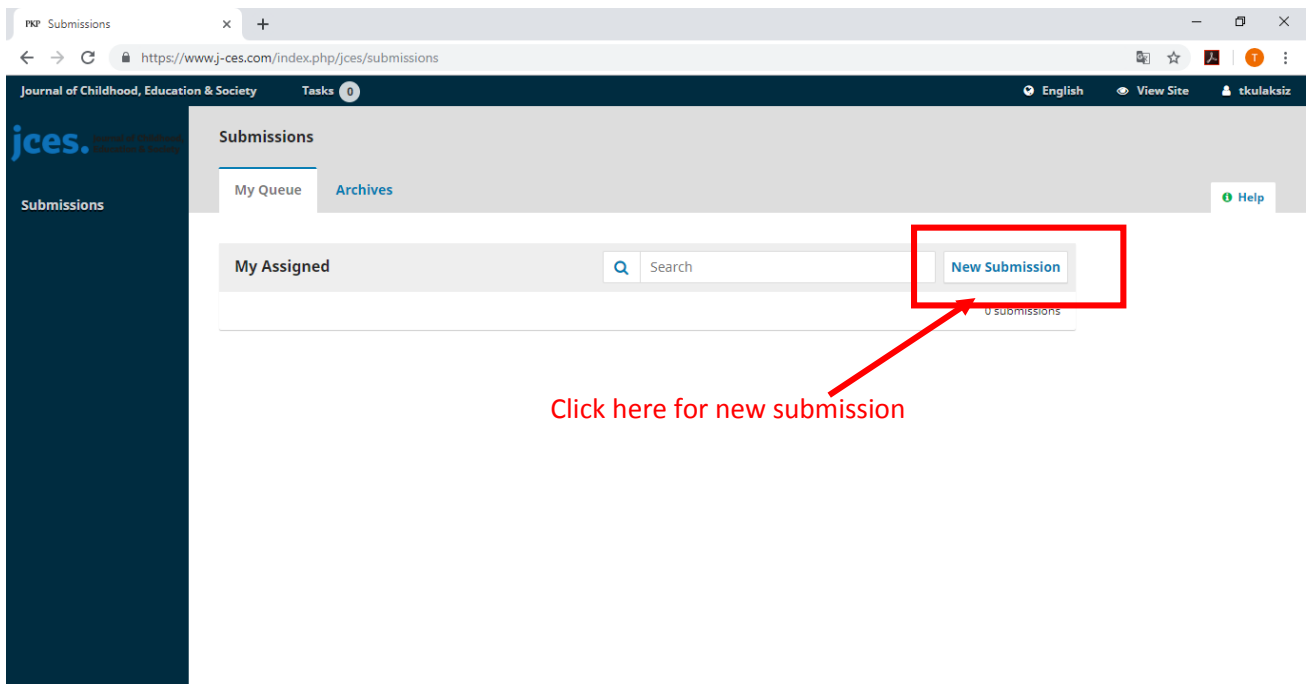 PKP Submissions
https://www.j-ces.com/index.php/jces/submissions
T
Journal of Childhood, Education & Society Tasks 0 English View Site tkulaksiz
jces.
Submissions
My Queue Archives
Submissions
Help
My Assigned Search New Submission
0 submissions
Click here for new submission